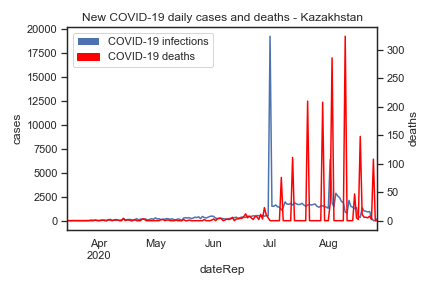 New COVID-19 daily cases and deaths - Kazakhstan
COVID-19 infections
COVID-19 deaths
20000
17500
15000
12500
10000
7500
5000
2500
0
cases
300
250
200
150
100
50
0
deaths
Apr
2020
May
Jun
Jul
Aug
dateRep